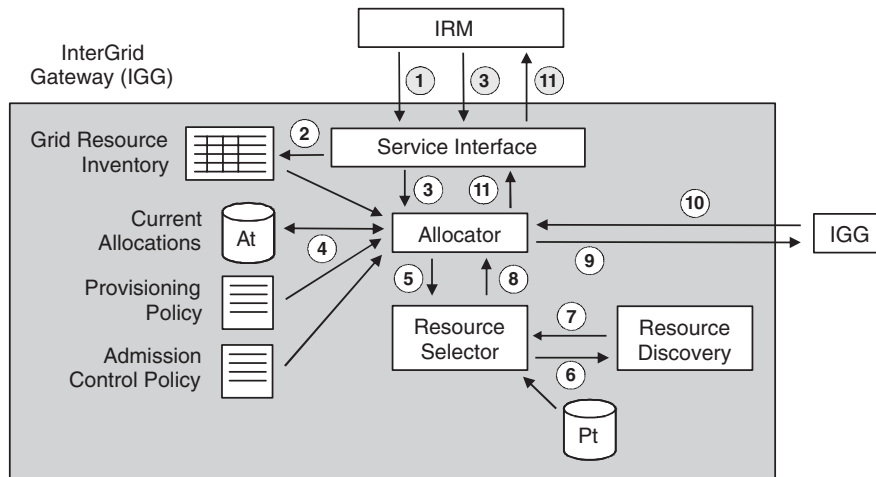 IRM
InterGrid
Gateway (IGG)
1
3
11
Grid Resource
Inventory
2
Service Interface
3
11
10
Current
Allocations
At
4
Allocator
9
IGG
Provisioning
Policy
5
8
Resource
Selector
7
Resource
Discovery
Admission
Control Policy
6
Pt